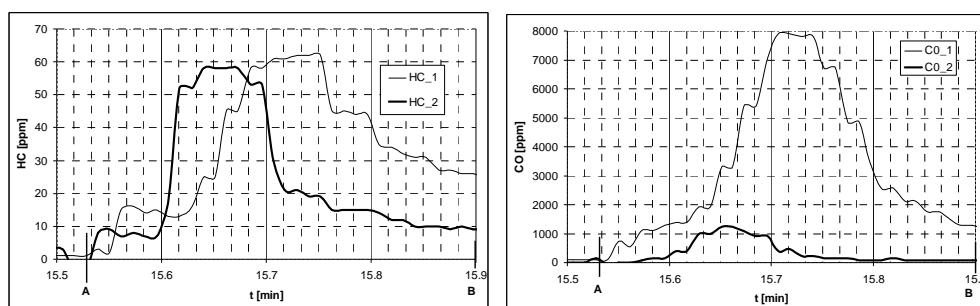 HC [ppm]
70
60
50
40
30
20
10
0
HC_1
HC_2
15.5
15.6
15.7
15.8
15.9
A
t [min]
B
CO [ppm]
8000
7000
6000
5000
4000
3000
2000
1000
0
C0_1
C0_2
15.5
15.6
15.7
15.8
15.
A
t [min]
B